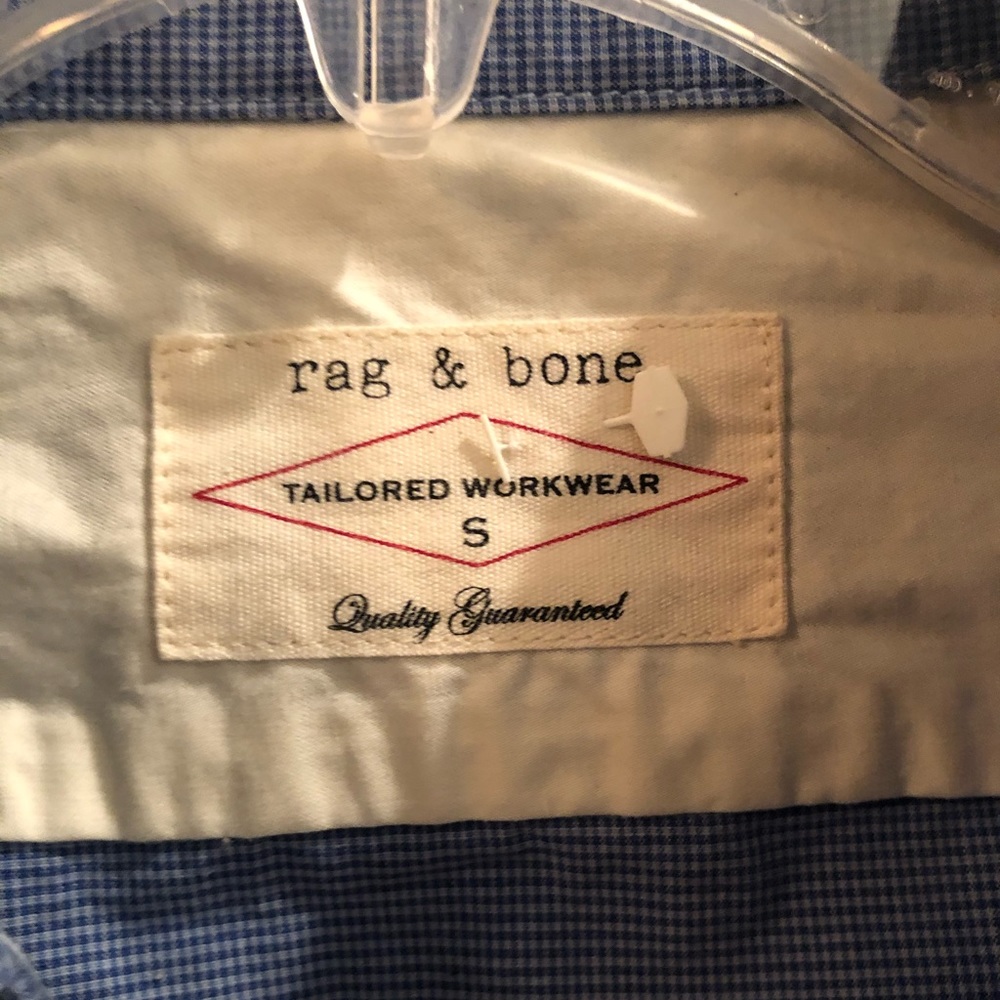 rag & bone
TAILORED WORKWEAR
S
Quality Guaranteed